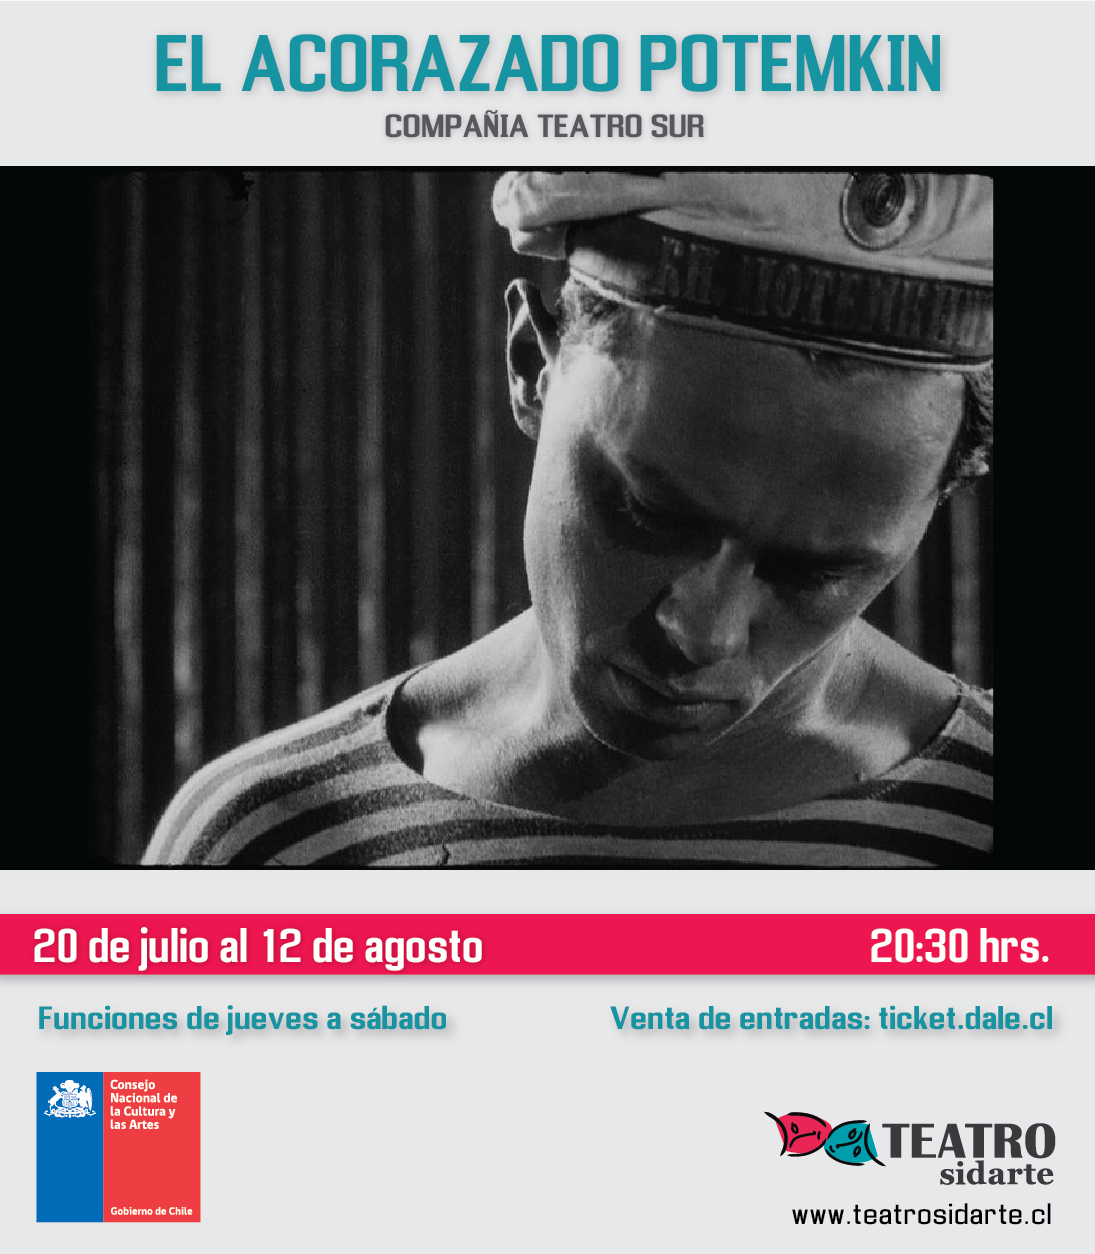 EL ACORAZADO POTEMKIN
COMPAÑIA TEATRO SUR
20 de julio al 12 de agosto
20:30 hrs.
Funciones de jueves a sábado
Venta de entradas: ticket.dale.cl
Consejo
Nacional de
la Cultura y
las Artes
Gobierno de Chile
TEATRO
sidarte
www.teatrosidarte.cl